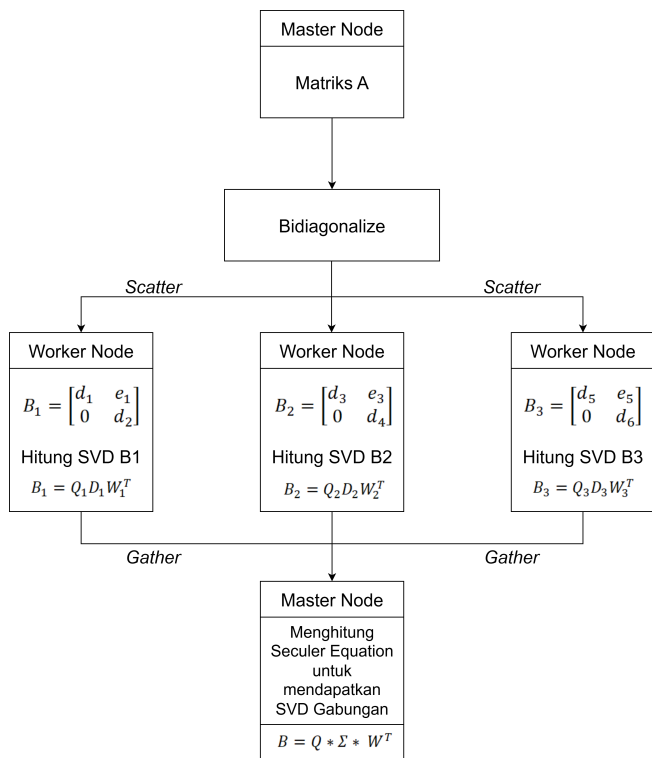 Master Node
Matriks A
Bidiagonalize
Scatter
Scatter
Worker Node
B₁ = [d₁ e₁
0 d₂]
Hitung SVD B1
B₁ = Q₁D₁W₁ᵀ
Worker Node
B₂ = [d₃ e₃
0 d₄]
Hitung SVD B2
B₂ = Q₂D₂W₂ᵀ
Worker Node
B₃ = [d₅ e₅
0 d₆]
Hitung SVD B3
B₃ = Q₃D₃W₃ᵀ
Gather
Gather
Master Node
Menghitung
Seculer Equation
untuk
mendapatkan
SVD Gabungan
B = Q * Σ * Wᵀ